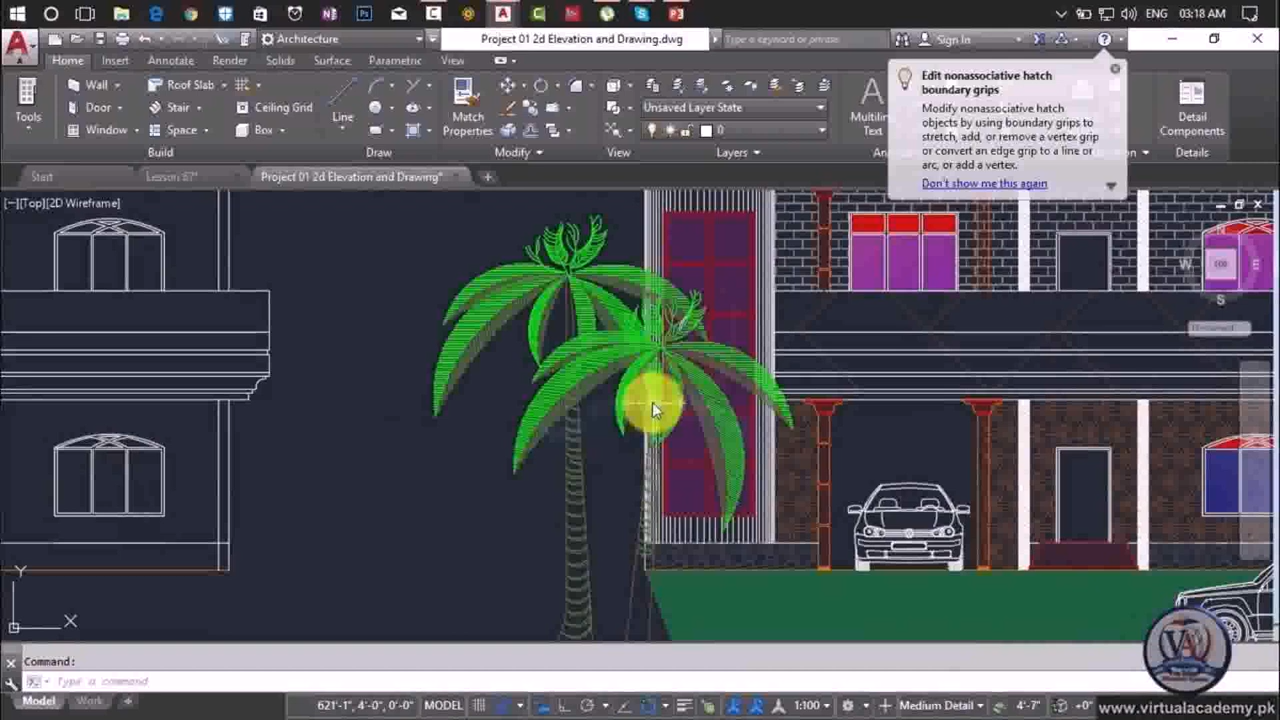 ENG
03:18 AM
Architecture
Project 01 2d Elevation and Drawing.dwg
Type a keyword or phrase
Sign In
Home
Insert
Annotate
Render
Solids
Surface
Parametric
View
Tools
Wall
Door
Window
Roof Slab
Stair
Space
Ceiling Grid
Box
Build
Line
Draw
Match
Properties
Modify
View
Unsaved Layer State
0
Layers
Detail
Components
Details
Edit nonassociative hatch
boundary grips
Modify nonassociative hatch
objects by using boundary grips to
stretch, add, or remove a vertex grip
or convert an edge grip to a line or
arc, or add a vertex.
Don't show me this again
Start
Project 01 2d Elevation and Drawing*
[−][Top][2D Wireframe]
W
E
S
Y
X
Command:
Type a command
Model
Work
621'-1", 4'-0", 0'-0"
MODEL
1:100
Medium Detail
4'-7"
+0"
VA
www.virtualacademy.pk